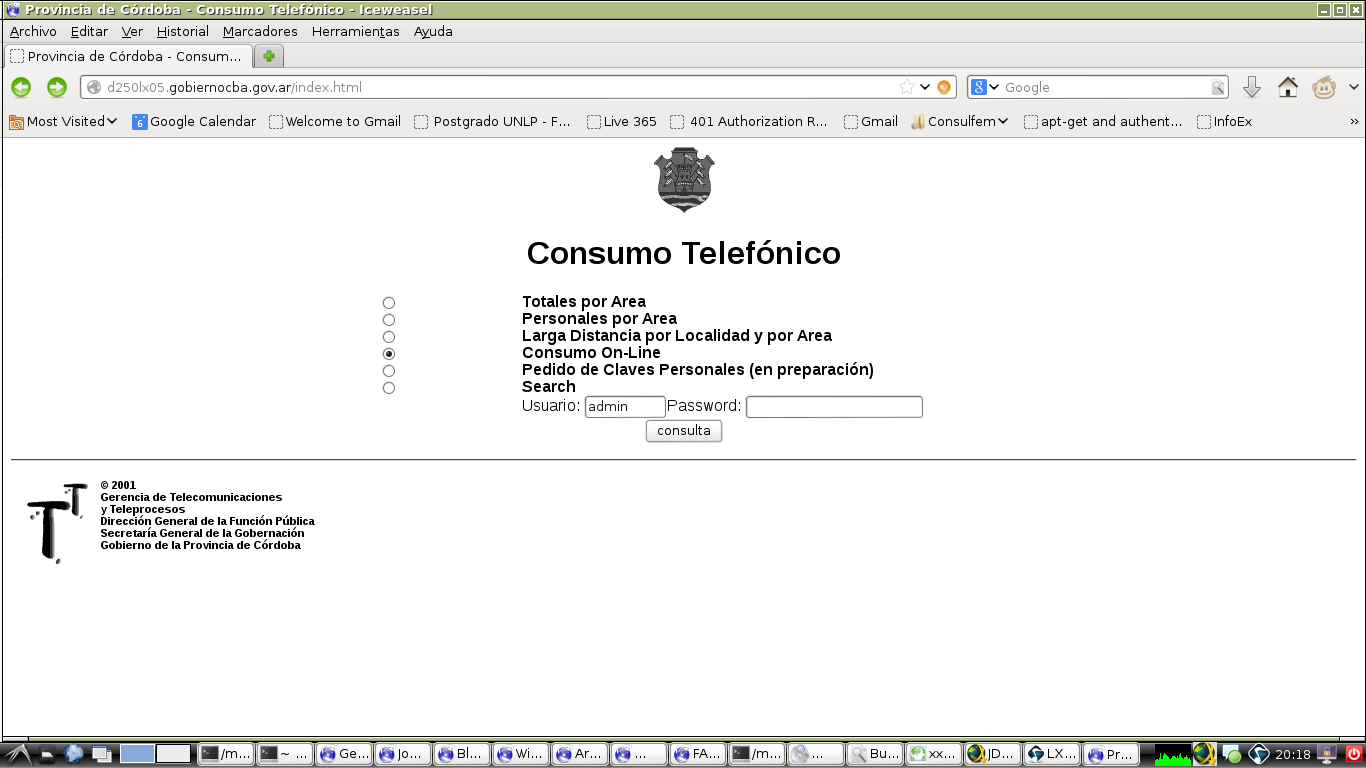 Provincia de Córdoba - Consumo Telefónico - Iceweasel
Archivo Editar Ver Historial Marcadores Herramientas Ayuda
Provincia de Córdoba - Consum...
d250lx05.gobiernocba.gov.ar/index.html
8 Google
Most Visited 6 Google Calendar Welcome to Gmail Postgrado UNLP - F... Live 365 401 Authorization R... Gmail Consulfem apt-get and authent... InfoEx »
Consumo Telefónico
Totales por Area
Personales por Area
Larga Distancia por Localidad y por Area
Consumo On-Line
Pedido de Claves Personales (en preparación)
Search
Usuario: admin Password:
consulta
TT
© 2001
Gerencia de Telecomunicaciones
y Teleprocesos
Dirección General de la Función Pública
Secretaría General de la Gobernación
Gobierno de la Provincia de Córdoba
/m... ~ ... Ge... Jo... Bl... Wi... Ar... ... FA... /m... ... Bu... xx... JD... LX... Pr... 20:18